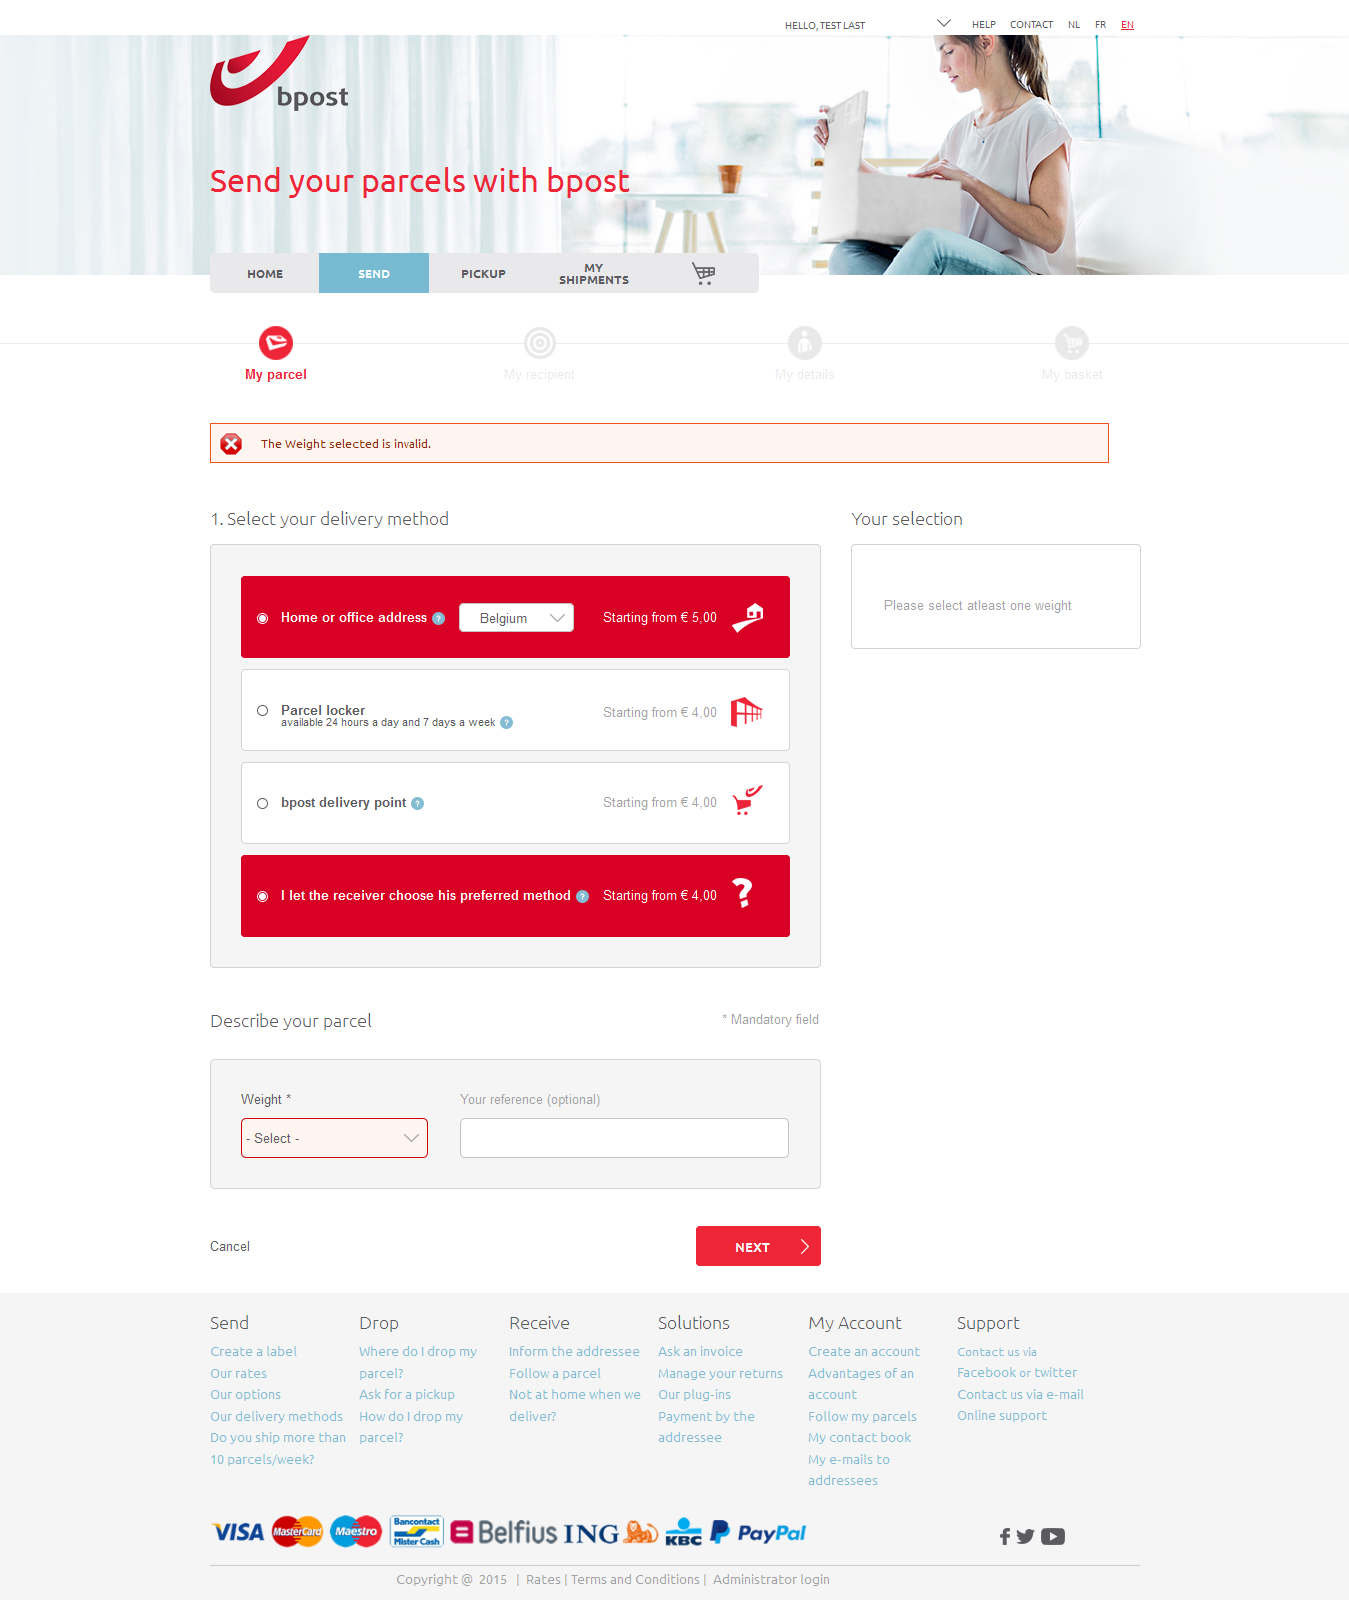 HELLO, TEST LAST
HELP CONTACT NL FR EN
bpost
Send your parcels with bpost
HOME SEND PICKUP MY SHIPMENTS
My parcel My recipient My details My basket
The Weight selected is invalid.
1. Select your delivery method
Your selection
Home or office address ? Belgium Starting from € 5,00
Please select atleast one weight
Parcel locker
available 24 hours a day and 7 days a week ?
Starting from € 4,00
bpost delivery point ? Starting from € 4,00
I let the receiver choose his preferred method ? Starting from € 4,00
?
Describe your parcel
* Mandatory field
Weight *
Your reference (optional)
- Select -
Cancel
NEXT
Send
Create a label
Our rates
Our options
Our delivery methods
Do you ship more than
10 parcels/week?
Drop
Where do I drop my
parcel?
Ask for a pickup
How do I drop my
parcel?
Receive
Inform the addressee
Follow a parcel
Not at home when we
deliver?
Solutions
Ask an invoice
Manage your returns
Our plug-ins
Payment by the
addressee
My Account
Create an account
Advantages of an
account
Follow my parcels
My contact book
My e-mails to
addressees
Support
Contact us via
Facebook or twitter
Contact us via e-mail
Online support
VISA MasterCard Maestro Bancontact Mister Cash Belfius ING KBC PayPal
Copyright @ 2015 | Rates | Terms and Conditions | Administrator login